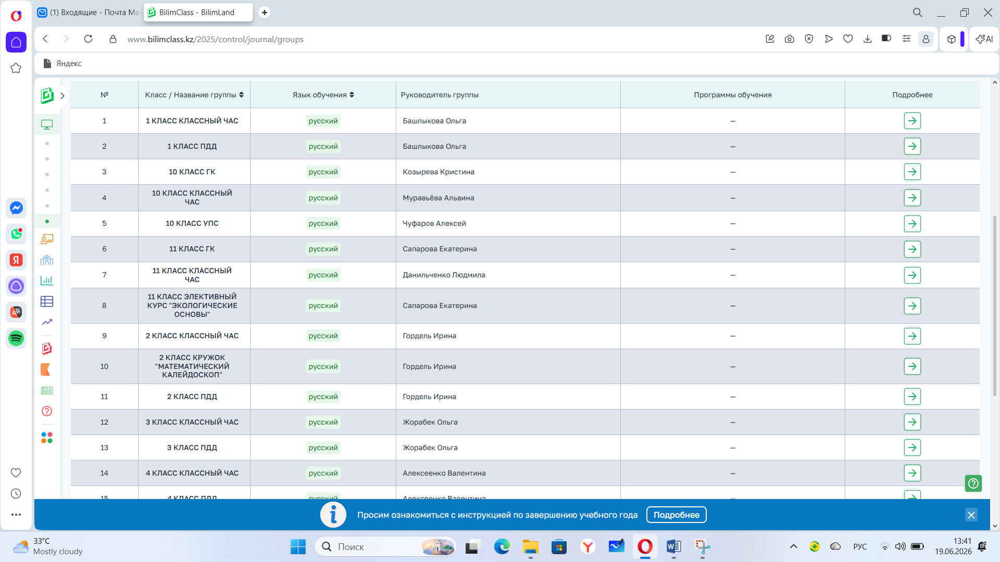 (1) Входящие - Почта Ma
BilimClass - BilimLand
www.bilimclass.kz/2025/control/journal/groups
AI
Яндекс
№ Класс / Название группы Язык обучения Руководитель группы Программы обучения Подробнее
1 1 КЛАСС КЛАССНЫЙ ЧАС русский Башлыкова Ольга –
2 1 КЛАСС ПДД русский Башлыкова Ольга –
3 10 КЛАСС ГК русский Козырева Кристина –
4 10 КЛАСС КЛАССНЫЙ
ЧАС русский Муравьёва Альвина –
5 10 КЛАСС УПС русский Чуфаров Алексей –
6 11 КЛАСС ГК русский Сапарова Екатерина –
7 11 КЛАСС КЛАССНЫЙ
ЧАС русский Данильченко Людмила –
8 11 КЛАСС ЭЛЕКТИВНЫЙ
КУРС "ЭКОЛОГИЧЕСКИЕ
ОСНОВЫ" русский Сапарова Екатерина –
9 2 КЛАСС КЛАССНЫЙ ЧАС русский Гордель Ирина –
10 2 КЛАСС КРУЖОК
"МАТЕМАТИЧЕСКИЙ
КАЛЕЙДОСКОП" русский Гордель Ирина –
11 2 КЛАСС ПДД русский Гордель Ирина –
12 3 КЛАСС КЛАССНЫЙ ЧАС русский Жорабек Ольга –
13 3 КЛАСС ПДД русский Жорабек Ольга –
14 4 КЛАСС КЛАССНЫЙ ЧАС русский Алексеенко Валентина –
15 4 КЛАСС ПДД русский Алексеенко Валентина –
Просим ознакомиться с инструкцией по завершению учебного года Подробнее
33°C
Mostly cloudy
Поиск
РУС
13:41
19.06.2026